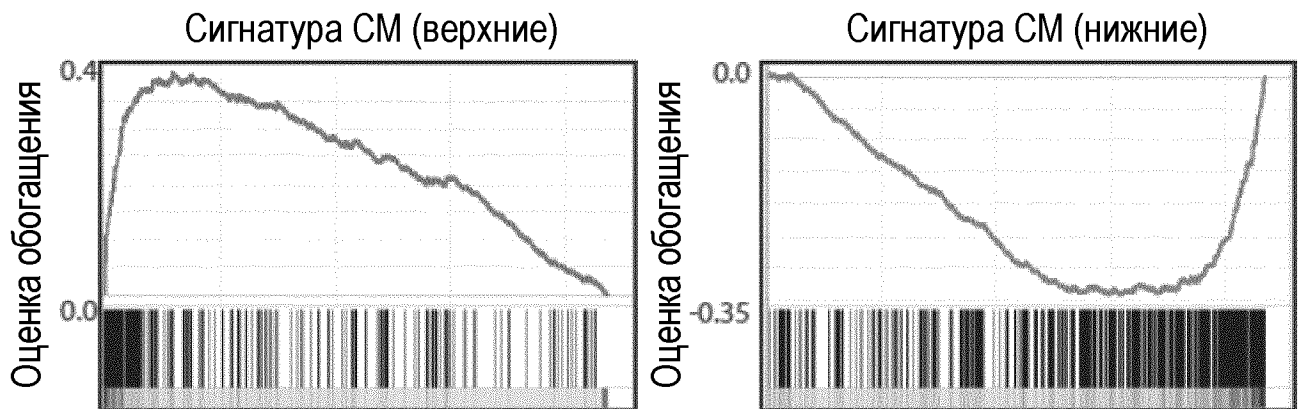 Сигнатура СМ (верхние)
Оценка обогащения
0.4
0.0
Сигнатура СМ (нижние)
Оценка обогащения
0.0
-0.35